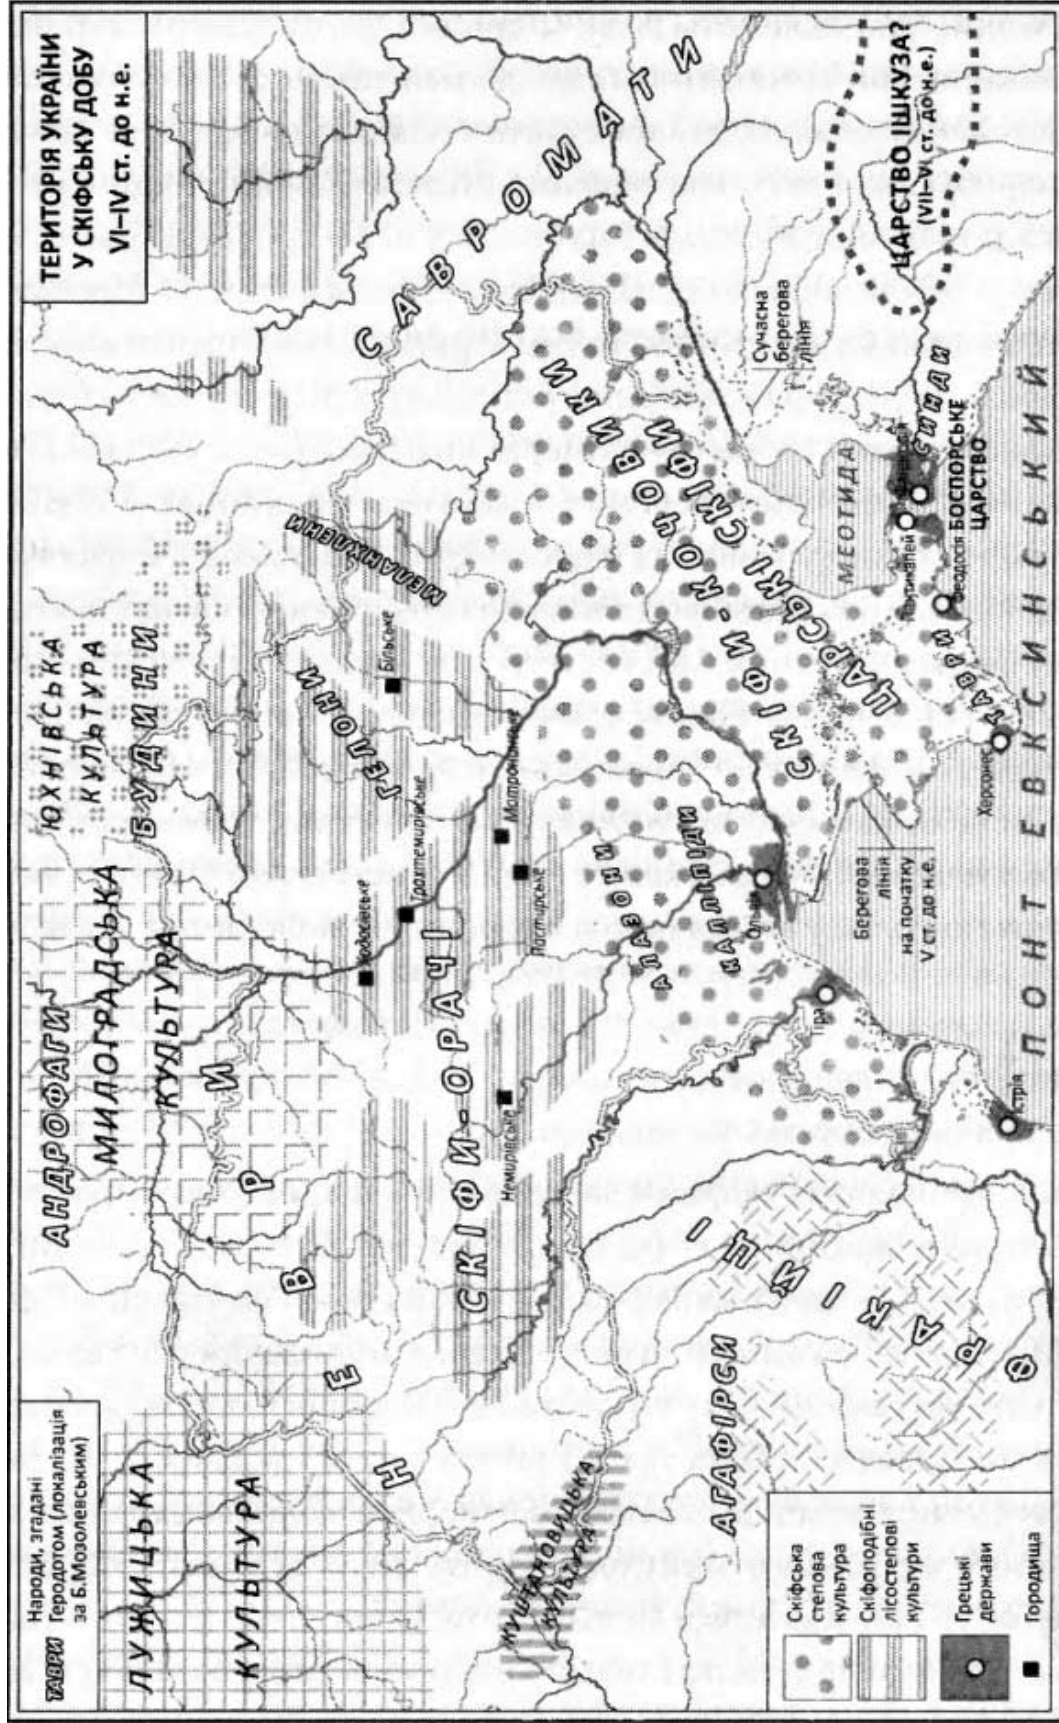 ТЕРИТОРІЯ УКРАЇНИ
У СКІФСЬКУ ДОБУ
VI—IV ст. до н.е.
ТАВРИ
Народи, згадані
Геродотом (локалізація
за Б.Мозолевським)
ЛУЖИЦЬКА
КУЛЬТУРА
АНДРОФАГИ
МИЛОГРАДСЬКА
КУЛЬТУРА
ЮХНІВСЬКА
КУЛЬТУРА
БУДИНИ
НЕВРИ
САВРОМАТИ
МЕЛАНХЛЕНИ
ГЕЛОНИ
Більське
Ходосівське
Трахтемирівське
Мотронинське
Пастирське
Немирівське
СКІФИ-ОРАЧІ
КУШТАНОВИЦЬКА
КУЛЬТУРА
АЛАЗОНИ
КАЛЛІПІДИ
СКІФИ-КОЧОВИКИ
ЦАРСЬКІ СКІФИ
АГАФІРСИ
ФРАКІЙЦІ
Тіра
Істрія
Берегова
лінія
на початку
V ст. до н.е.
Херсонес
ТАВРИ
Феодосія
Пантикапей
БОСПОРСЬКЕ
ЦАРСТВО
СИНДИ
МЕОТИДА
Сучасна
берегова
лінія
ЦАРСТВО ІШКУЗА?
(VII-VI ст. до н.е.)
ПОНТ ЕВКСИНСЬКИЙ
Скіфська
степова
культура
Скіфоподібні
лісостепові
культури
Грецькі
держави
Городища